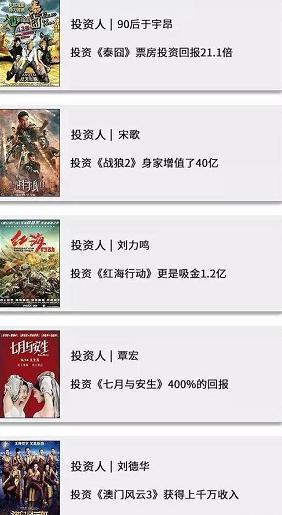 投资人 | 90后于宇昂
投资《泰囧》票房投资回报21.1倍
投资人 | 宋歌
投资《战狼2》身家增值了40亿
红海行动
投资人 | 刘力鸣
投资《红海行动》更是吸金1.2亿
七月与安生
投资人 | 覃宏
投资《七月与安生》400%的回报
投资人 | 刘德华
投资《澳门风云3》获得上千万收入